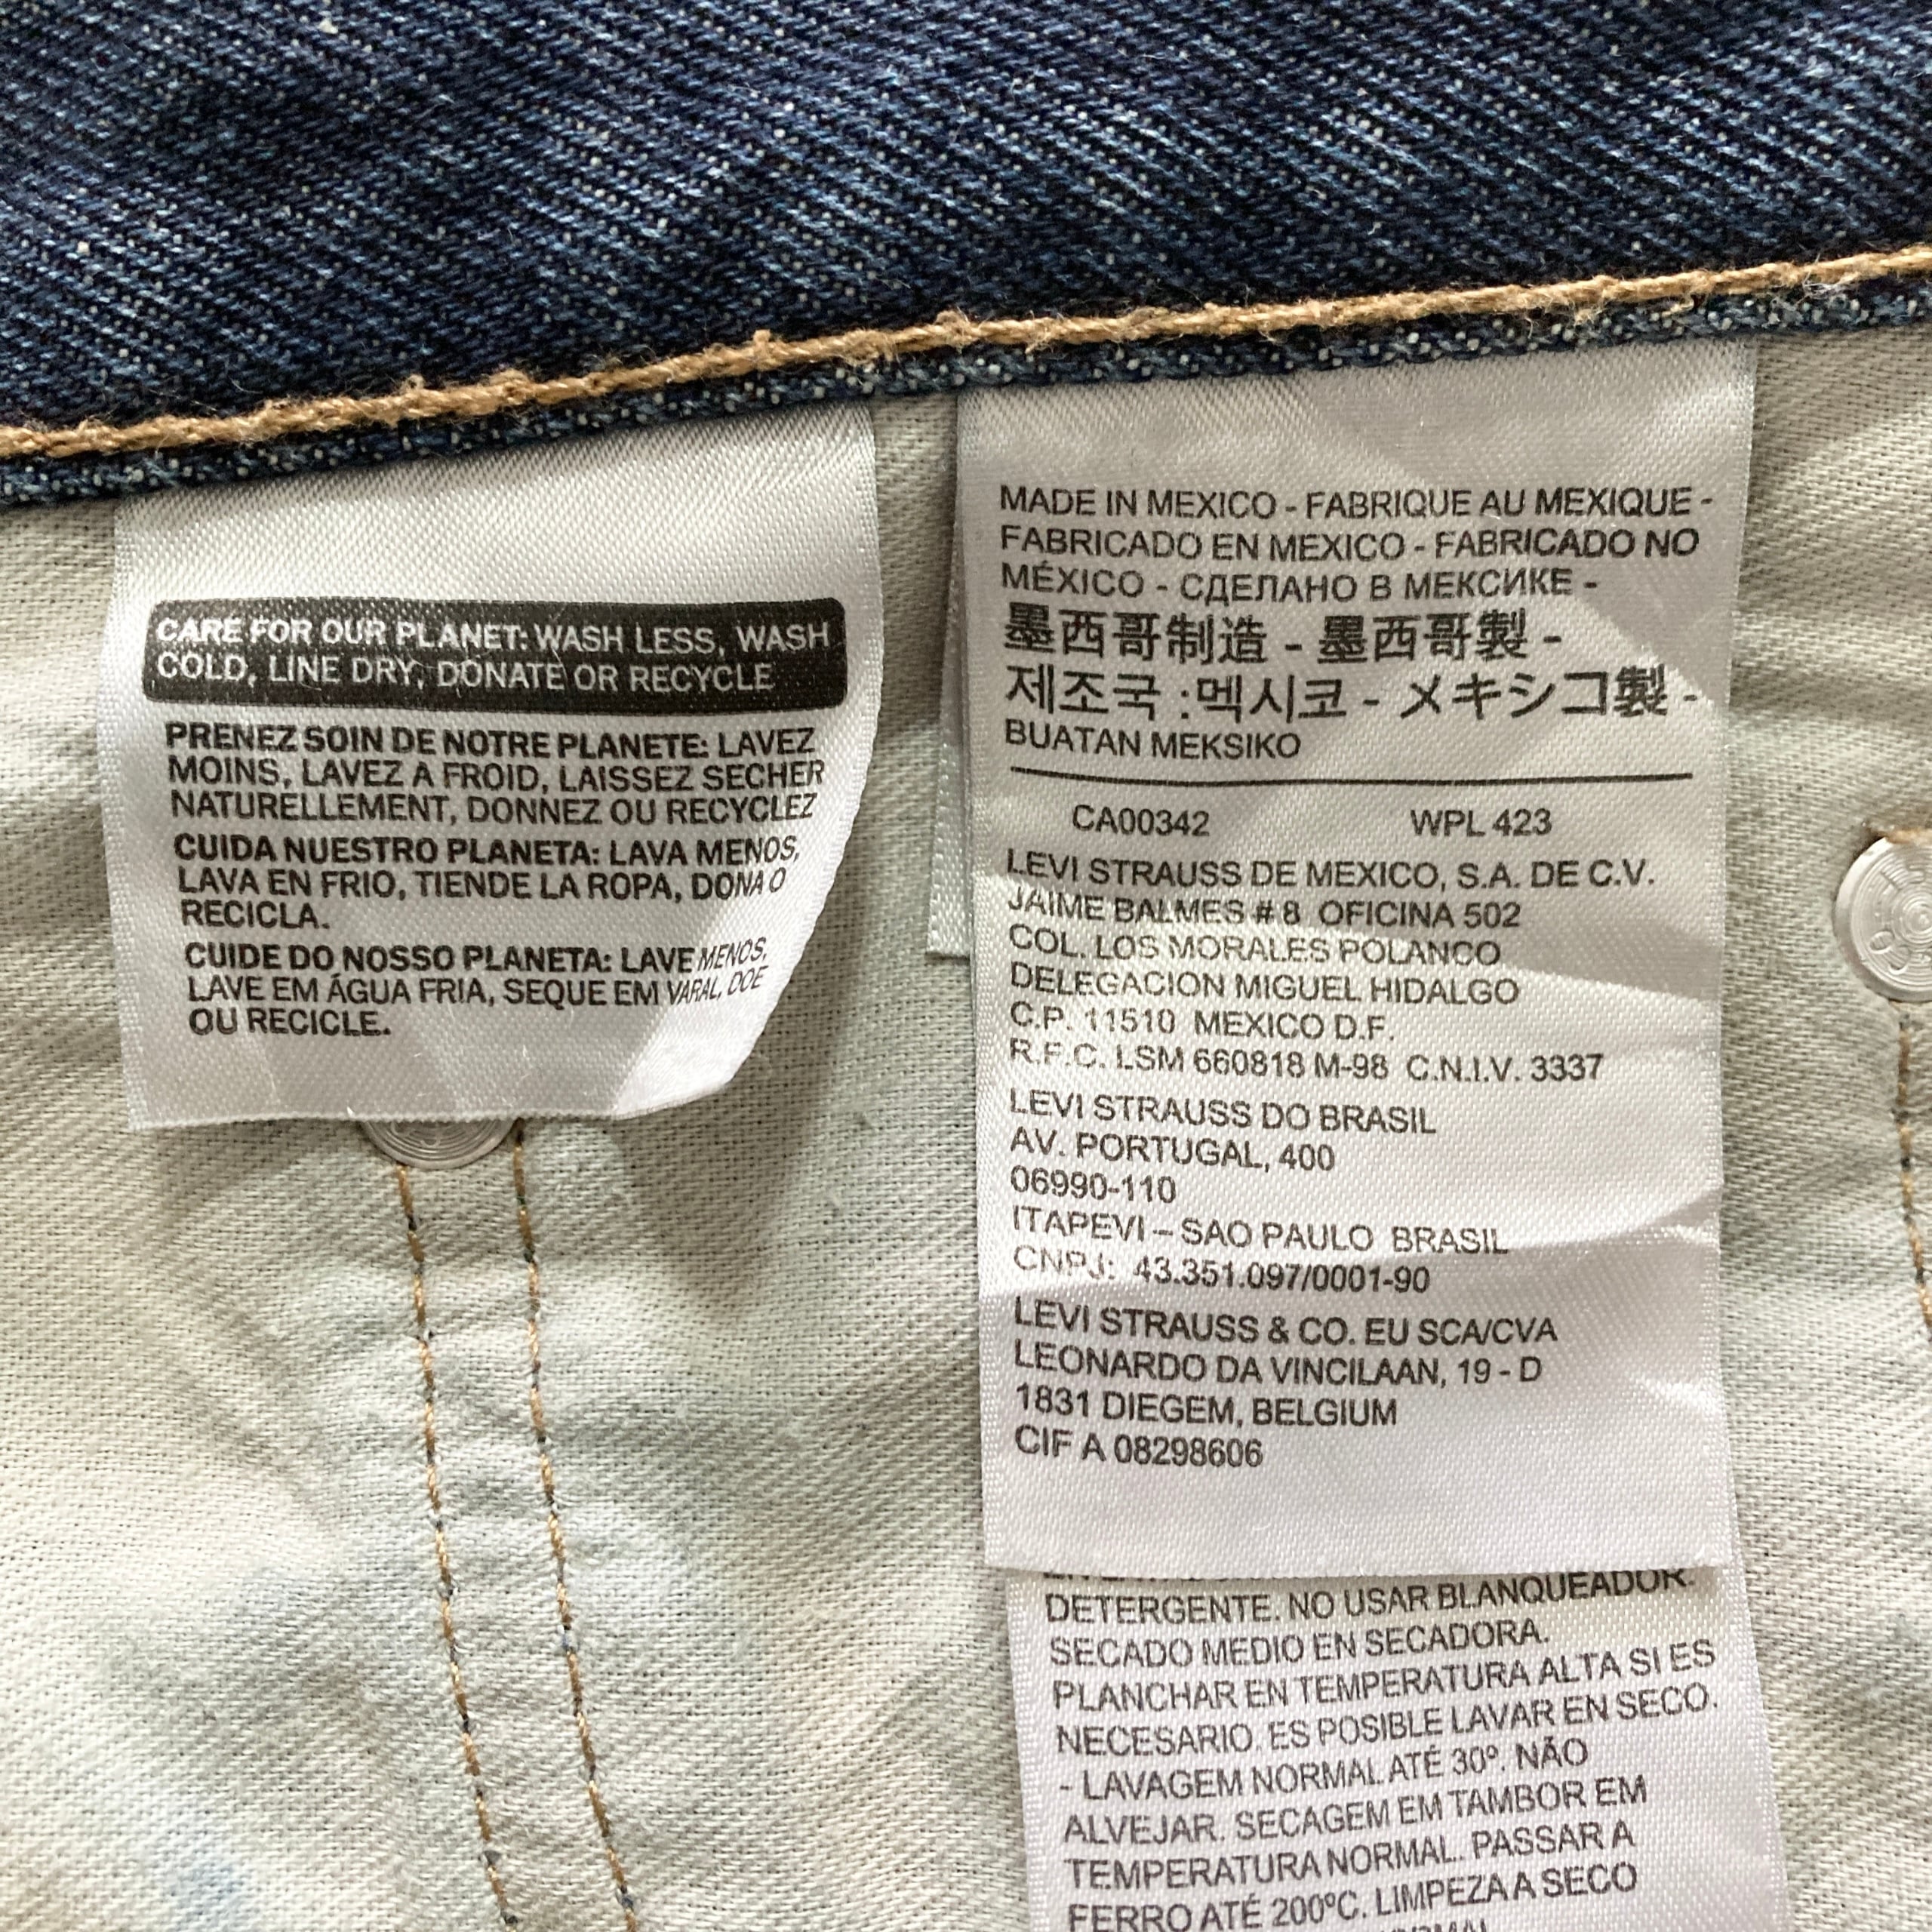 CARE FOR OUR PLANET: WASH LESS, WASH
COLD, LINE DRY, DONATE OR RECYCLE
PRENEZ SOIN DE NOTRE PLANETE: LAVEZ
MOINS, LAVEZ A FROID, LAISSEZ SECHER
NATURELLEMENT, DONNEZ OU RECYCLEZ
CUIDA NUESTRO PLANETA: LAVA MENOS,
LAVA EN FRIO, TIENDE LA ROPA, DONA O
RECICLA.
CUIDE DO NOSSO PLANETA: LAVE MENOS,
LAVE EM ÁGUA FRIA, SEQUE EM VARAL, DOE
OU RECICLE.
MADE IN MEXICO - FABRIQUE AU MEXIQUE -
FABRICADO EN MEXICO - FABRICADO NO
MÉXICO - СДЕЛАНО В МЕКСИКЕ -
墨西哥制造 - 墨西哥製 -
제조국 :멕시코 - メキシコ製 -
BUATAN MEKSIKO
CA00342 WPL 423
LEVI STRAUSS DE MEXICO, S.A. DE C.V.
JAIME BALMES # 8 OFICINA 502
COL. LOS MORALES POLANCO
DELEGACION MIGUEL HIDALGO
C.P. 11510 MEXICO D.F.
R.F.C. LSM 660818 M-98 C.N.I.V. 3337
LEVI STRAUSS DO BRASIL
AV. PORTUGAL, 400
06990-110
ITAPEVI – SAO PAULO BRASIL
CNPJ: 43.351.097/0001-90
LEVI STRAUSS & CO. EU SCA/CVA
LEONARDO DA VINCILAAN, 19 - D
1831 DIEGEM, BELGIUM
CIF A 08298606
DETERGENTE. NO USAR BLANQUEADOR.
SECADO MEDIO EN SECADORA.
PLANCHAR EN TEMPERATURA ALTA SI ES
NECESARIO. ES POSIBLE LAVAR EN SECO.
- LAVAGEM NORMAL ATÉ 30º. NÃO
ALVEJAR. SECAGEM EM TAMBOR EM
TEMPERATURA NORMAL. PASSAR A
FERRO ATÉ 200ºC. LIMPEZA A SECO